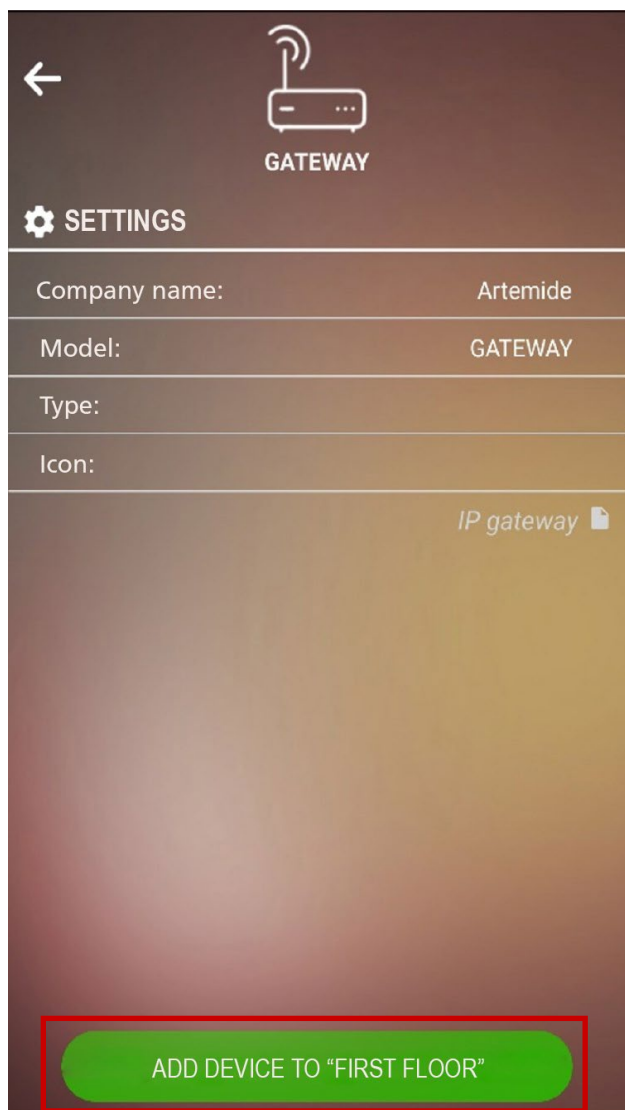 GATEWAY
SETTINGS
Company name: Artemide
Model: GATEWAY
Type:
Icon:
IP gateway
ADD DEVICE TO “FIRST FLOOR”